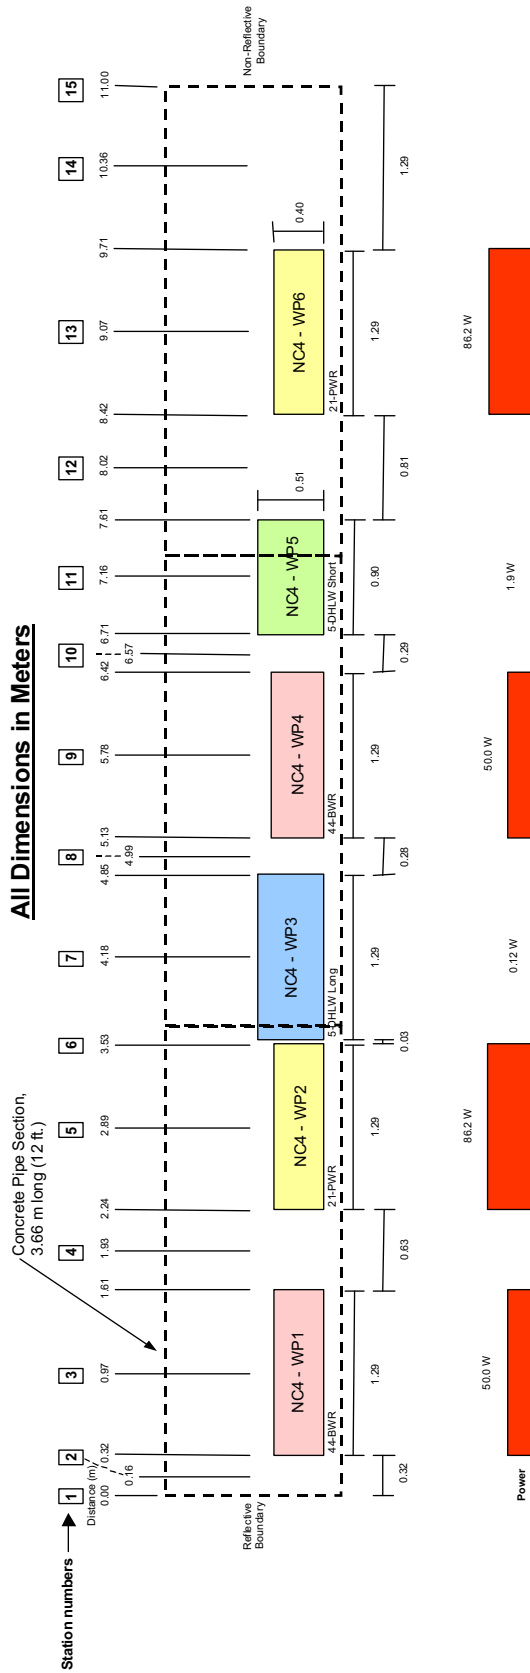 All Dimensions in Meters
Concrete Pipe Section,
3.66 m long (12 ft.)
Station numbers
1 2 3 4 5 6 7 8 9 10 11 12 13 14 15
Distance (m)
0.00 0.16 0.32 0.97 1.61 1.93 2.24 2.89 3.53 4.18 4.85 4.99 5.13 5.78 6.42 6.57 6.71 7.16 7.61 8.02 8.42 9.07 9.71 10.36 11.00
Reflective
Boundary
Non-Reflective
Boundary
NC4 - WP1
44-BWR
NC4 - WP2
21-PWR
NC4 - WP3
5-DHLW Long
NC4 - WP4
44-BWR
NC4 - WP5
5-DHLW Short
0.51
NC4 - WP6
21-PWR
0.40
0.32 1.29 0.63 1.29 0.03 1.29 0.28 1.29 0.29 0.90 0.81 1.29 1.29
Power
50.0 W 86.2 W 0.12 W 50.0 W 1.9 W 86.2 W